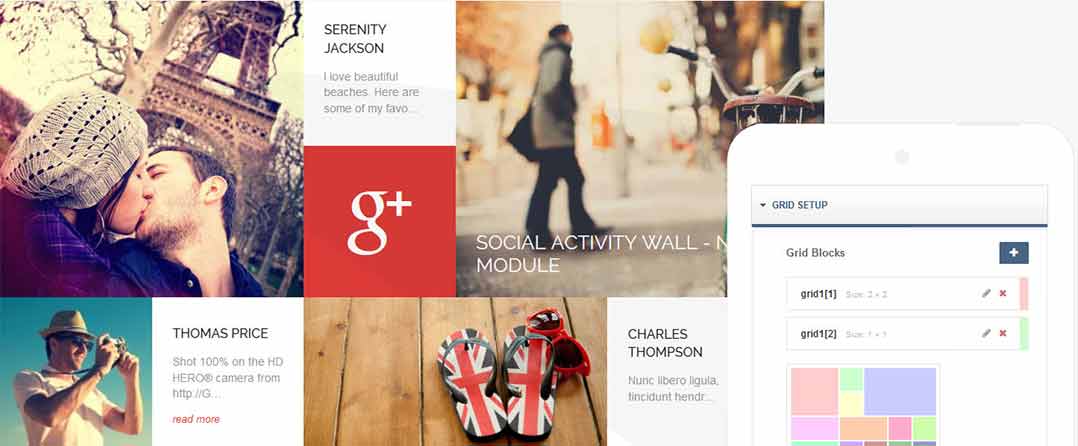 SERENITY
JACKSON
I love beautiful
beaches. Here are
some of my favo...
g+
SOCIAL ACTIVITY WALL - N
MODULE
THOMAS PRICE
Shot 100% on the HD
HERO® camera from
http://G...
read more
CHARLES
THOMPSON
Nunc libero ligula,
tincidunt hendr...
GRID SETUP
Grid Blocks
+
grid1[1] Size: 2 × 2
grid1[2] Size: 1 × 1